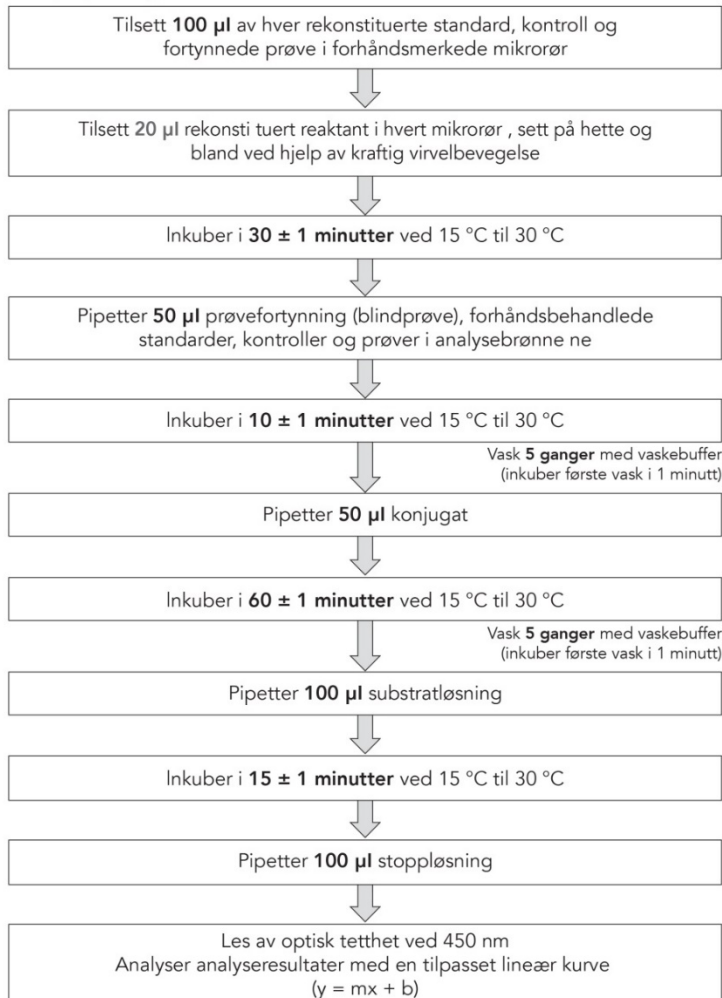 Tilsett 100 µl av hver rekonstituerte standard, kontroll og
fortynnede prøve i forhåndsmerkede mikrorør
Tilsett 20 µl rekonsti tuert reaktant i hvert mikrorør , sett på hette og
bland ved hjelp av kraftig virvelbevegelse
Inkuber i 30 ± 1 minutter ved 15 °C til 30 °C
Pipetter 50 µl prøvefortynning (blindprøve), forhåndsbehandlede
standarder, kontroller og prøver i analysebrønne ne
Inkuber i 10 ± 1 minutter ved 15 °C til 30 °C
Vask 5 ganger med vaskebuffer
(inkuber første vask i 1 minutt)
Pipetter 50 µl konjugat
Inkuber i 60 ± 1 minutter ved 15 °C til 30 °C
Vask 5 ganger med vaskebuffer
(inkuber første vask i 1 minutt)
Pipetter 100 µl substratløsning
Inkuber i 15 ± 1 minutter ved 15 °C til 30 °C
Pipetter 100 µl stoppløsning
Les av optisk tetthet ved 450 nm
Analyser analyseresultater med en tilpasset lineær kurve
(y = mx + b)